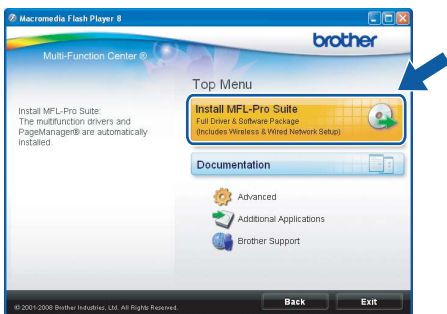 Macromedia Flash Player 8
brother
Multi-Function Center ®
Top Menu
Install MFL-Pro Suite:
The multifunction drivers and
PageManager® are automatically
installed.
Install MFL-Pro Suite
Full Driver & Software Package
(Includes Wireless & Wired Network Setup)
Documentation
Advanced
Additional Applications
Brother Support
Back
Exit
© 2001-2008 Brother Industries, Ltd. All Rights Reserved.